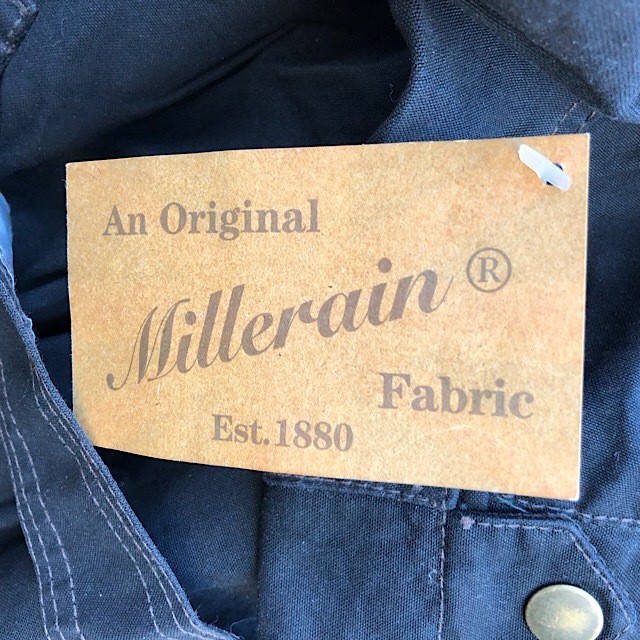 An Original
Millerain ®
Fabric
Est.1880